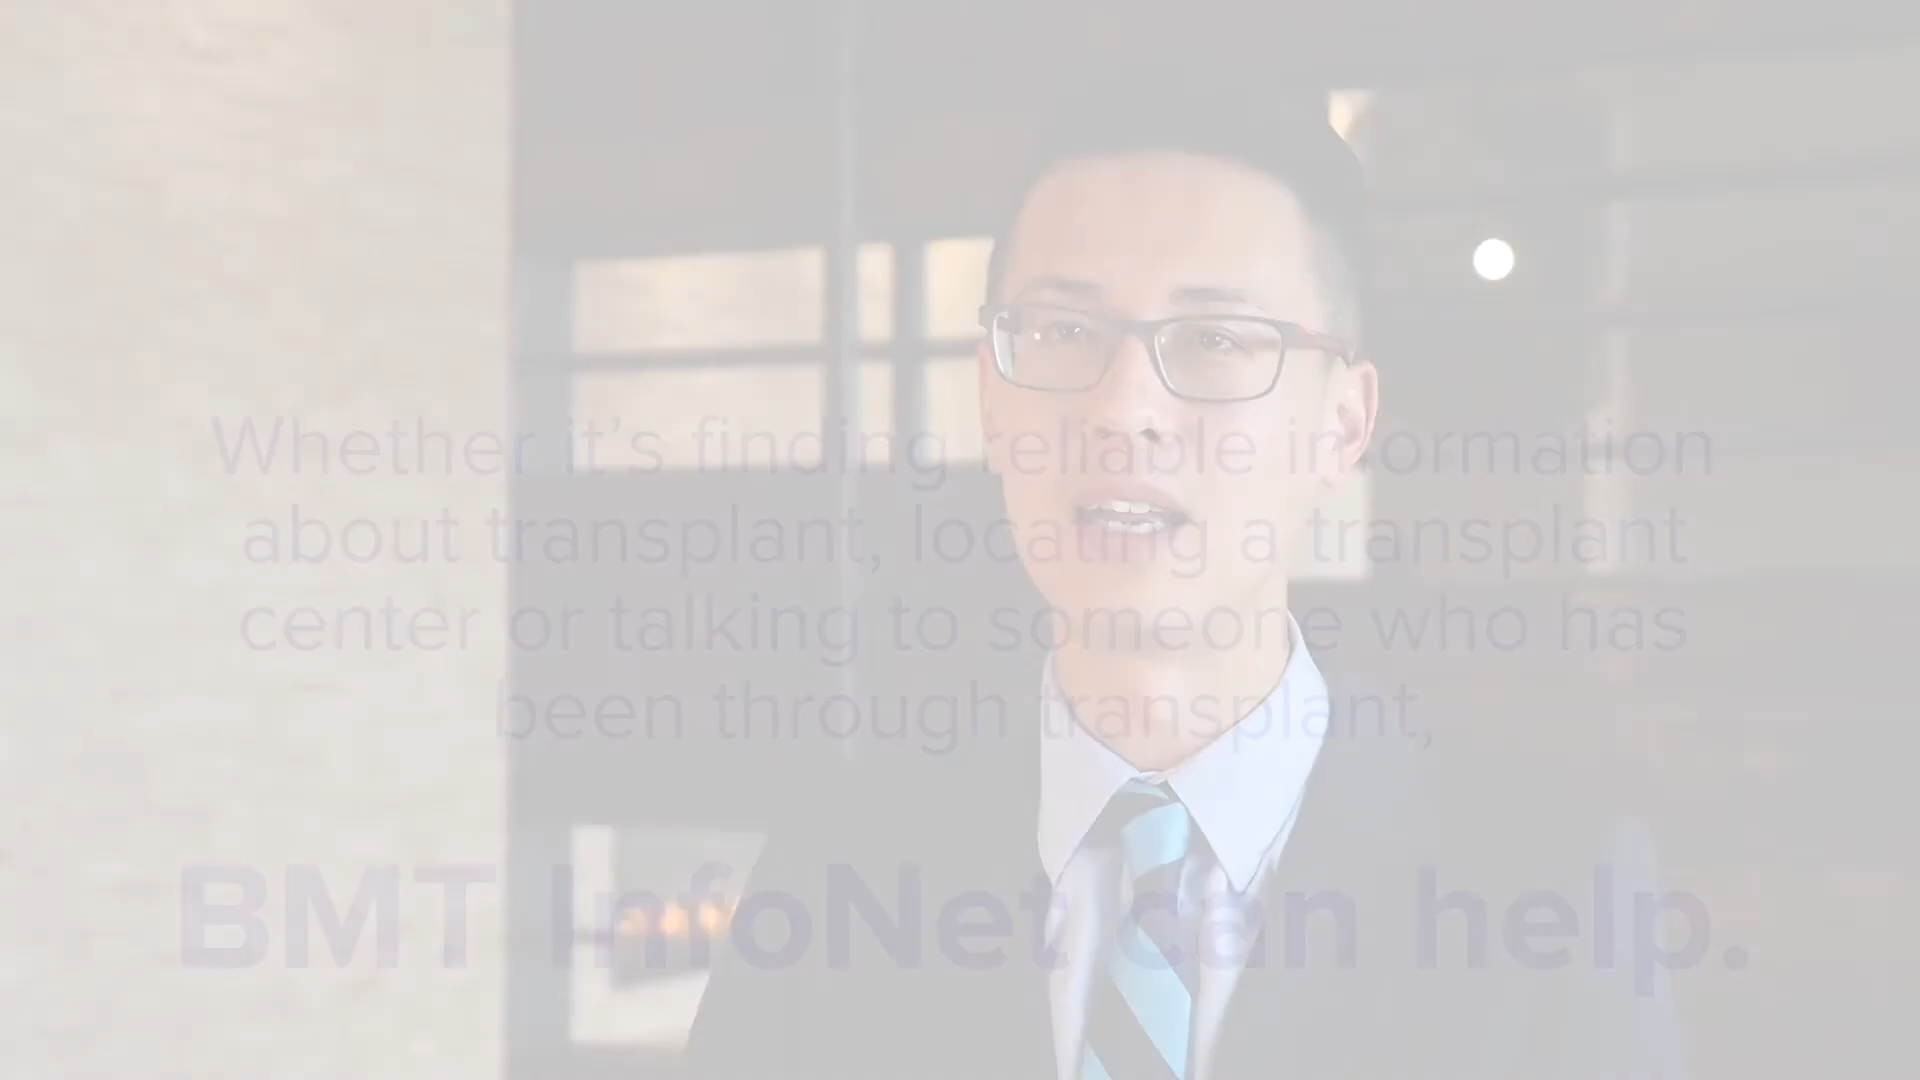 Whether it's finding reliable information
about transplant, locating a transplant
center or talking to someone who has
been through transplant,
BMT InfoNet can help.